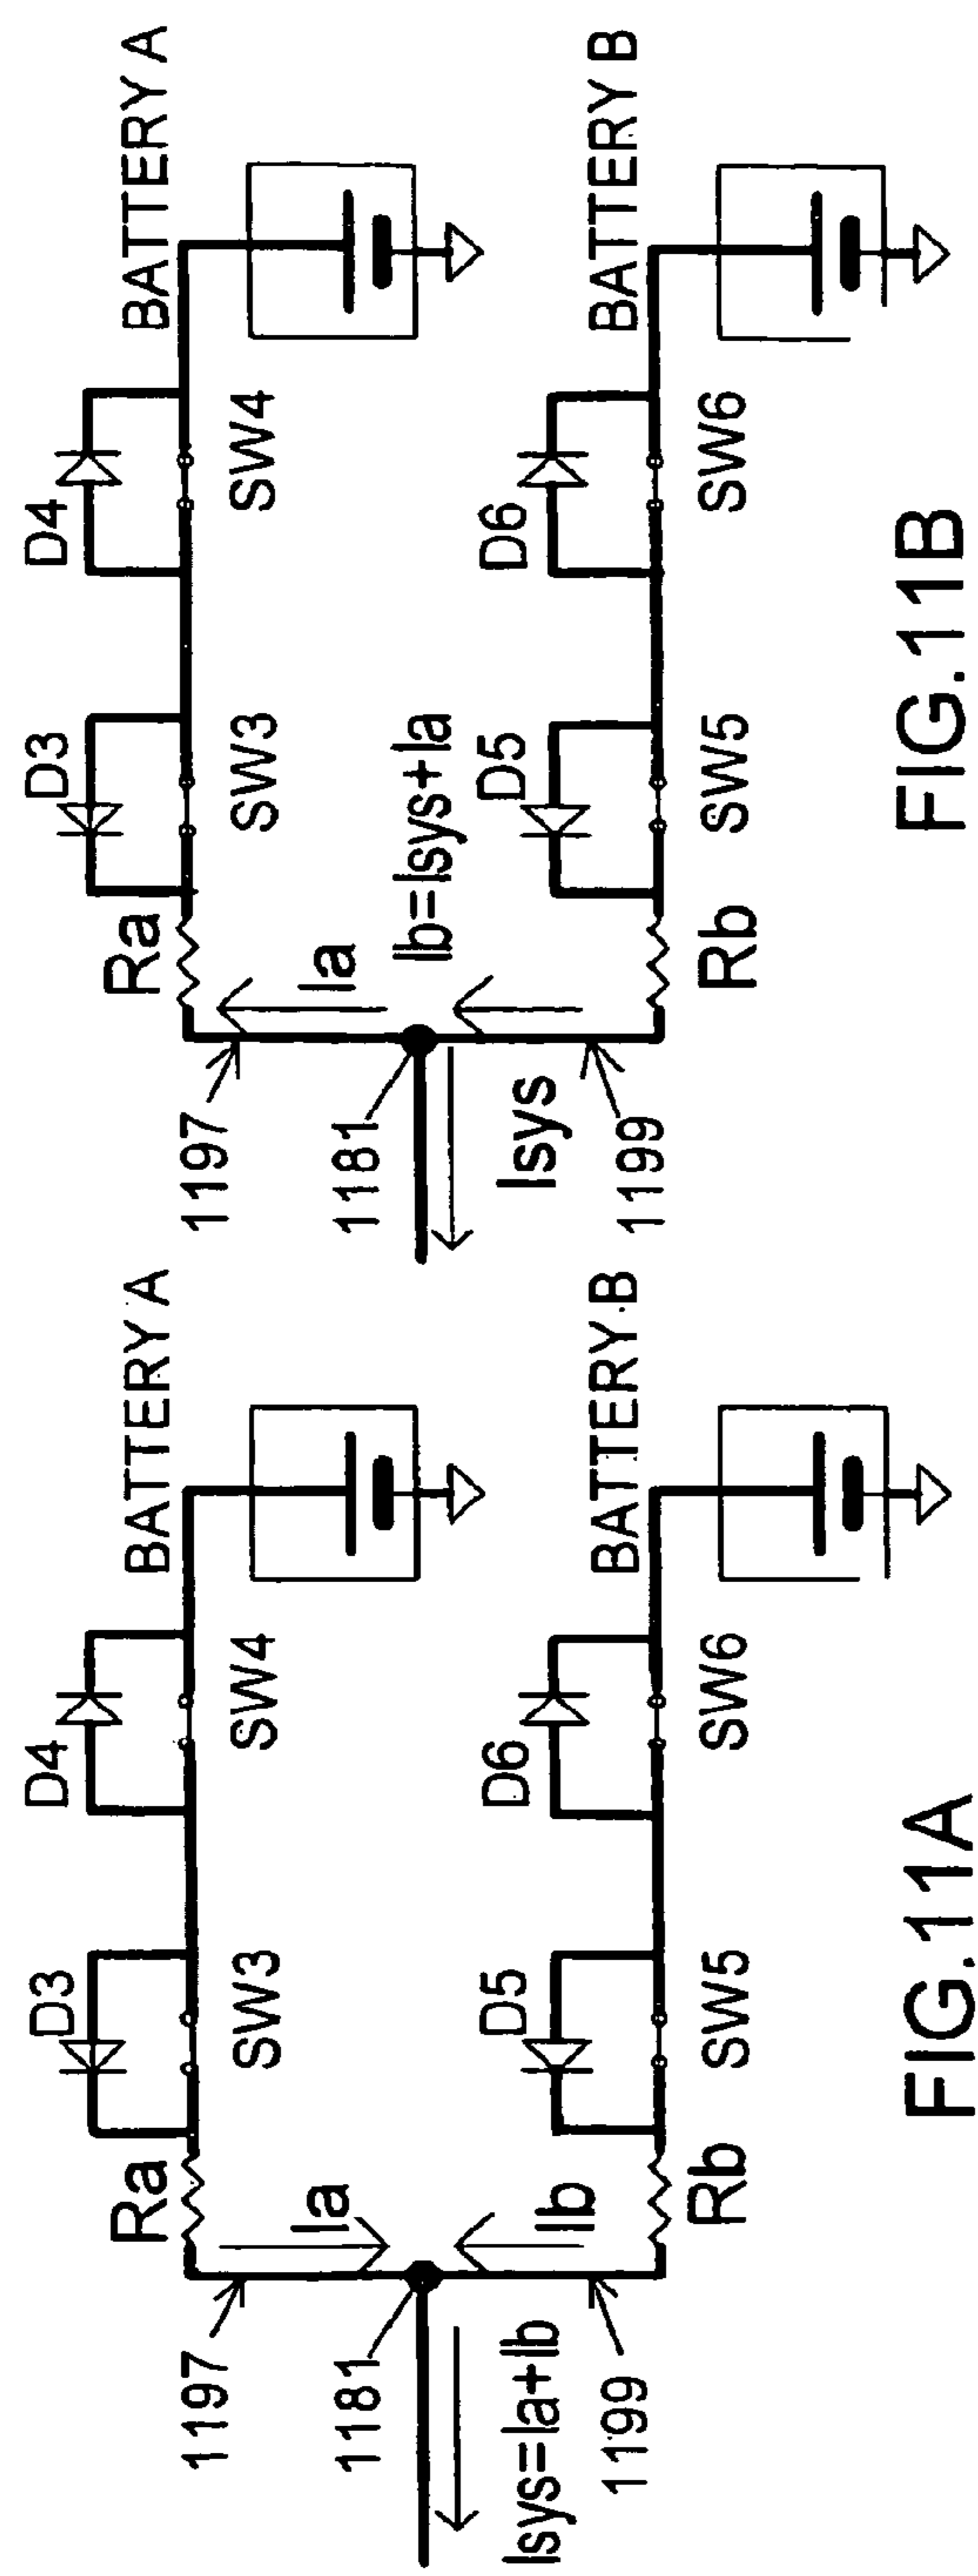 BATTERY A
D4
D3
SW4
SW3
Ra
1197
Ia
1181
Isys=Ia+Ib
Ib
1199
BATTERY B
D6
D5
SW6
SW5
Rb
FIG.11A
BATTERY A
D4
D3
SW4
SW3
Ra
1197
Ia
1181
Ib=Isys+Ia
Isys
1199
BATTERY B
D6
D5
SW6
SW5
Rb
FIG.11B